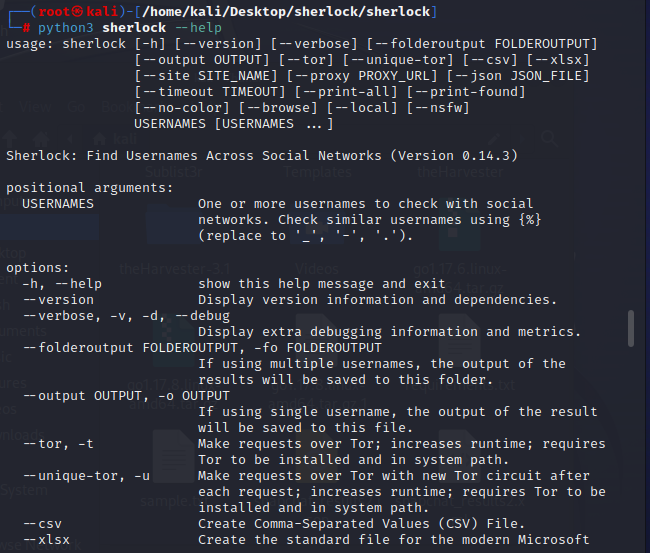 ┌──(root㉿kali)-[/home/kali/Desktop/sherlock/sherlock]
└─# python3 sherlock --help
usage: sherlock [-h] [--version] [--verbose] [--folderoutput FOLDEROUTPUT]
                [--output OUTPUT] [--tor] [--unique-tor] [--csv] [--xlsx]
                [--site SITE_NAME] [--proxy PROXY_URL] [--json JSON_FILE]
                [--timeout TIMEOUT] [--print-all] [--print-found]
                [--no-color] [--browse] [--local] [--nsfw]
                USERNAMES [USERNAMES ...]

Sherlock: Find Usernames Across Social Networks (Version 0.14.3)

positional arguments:
  USERNAMES             One or more usernames to check with social
                        networks. Check similar usernames using {%}
                        (replace to '_', '-', '.').

options:
  -h, --help            show this help message and exit
  --version             Display version information and dependencies.
  --verbose, -v, -d, --debug
                        Display extra debugging information and metrics.
  --folderoutput FOLDEROUTPUT, -fo FOLDEROUTPUT
                        If using multiple usernames, the output of the
                        results will be saved to this folder.
  --output OUTPUT, -o OUTPUT
                        If using single username, the output of the result
                        will be saved to this file.
  --tor, -t             Make requests over Tor; increases runtime; requires
                        Tor to be installed and in system path.
  --unique-tor, -u      Make requests over Tor with new Tor circuit after
                        each request; increases runtime; requires Tor to be
                        installed and in system path.
  --csv                 Create Comma-Separated Values (CSV) File.
  --xlsx                Create the standard file for the modern Microsoft